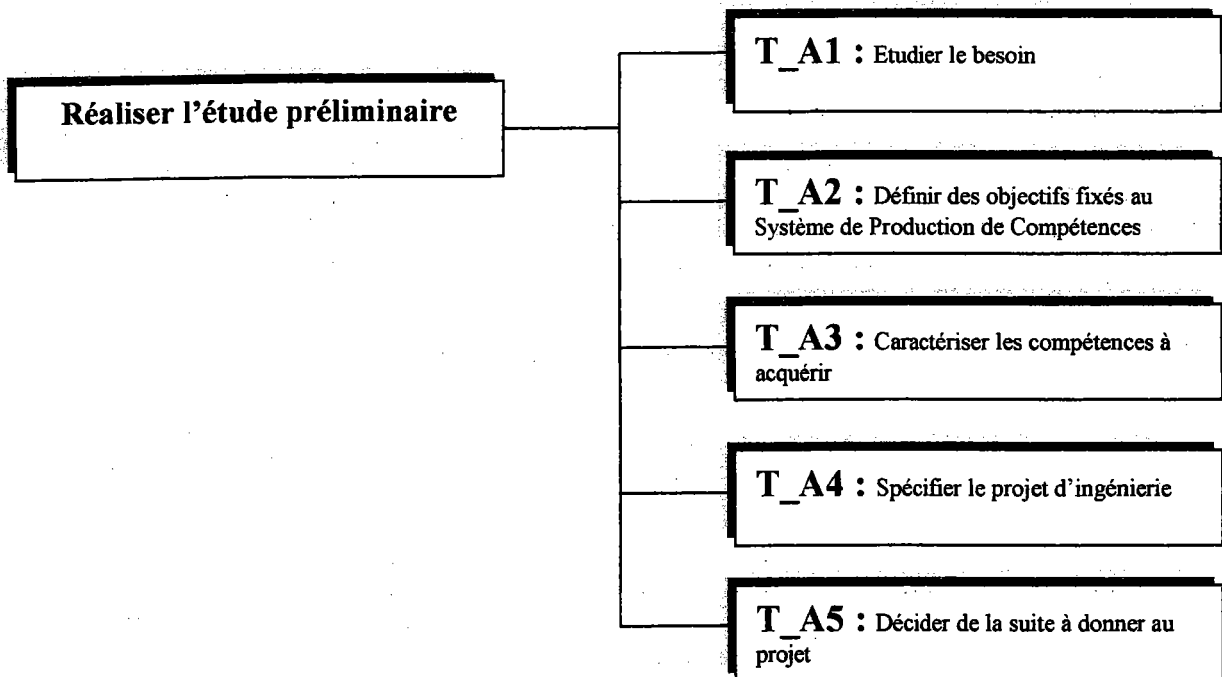 Réaliser l'étude préliminaire
T_A1 : Etudier le besoin
T_A2 : Définir des objectifs fixés au
Système de Production de Compétences
T_A3 : Caractériser les compétences à
acquérir
T_A4 : Spécifier le projet d'ingénierie
T_A5 : Décider de la suite à donner au
projet